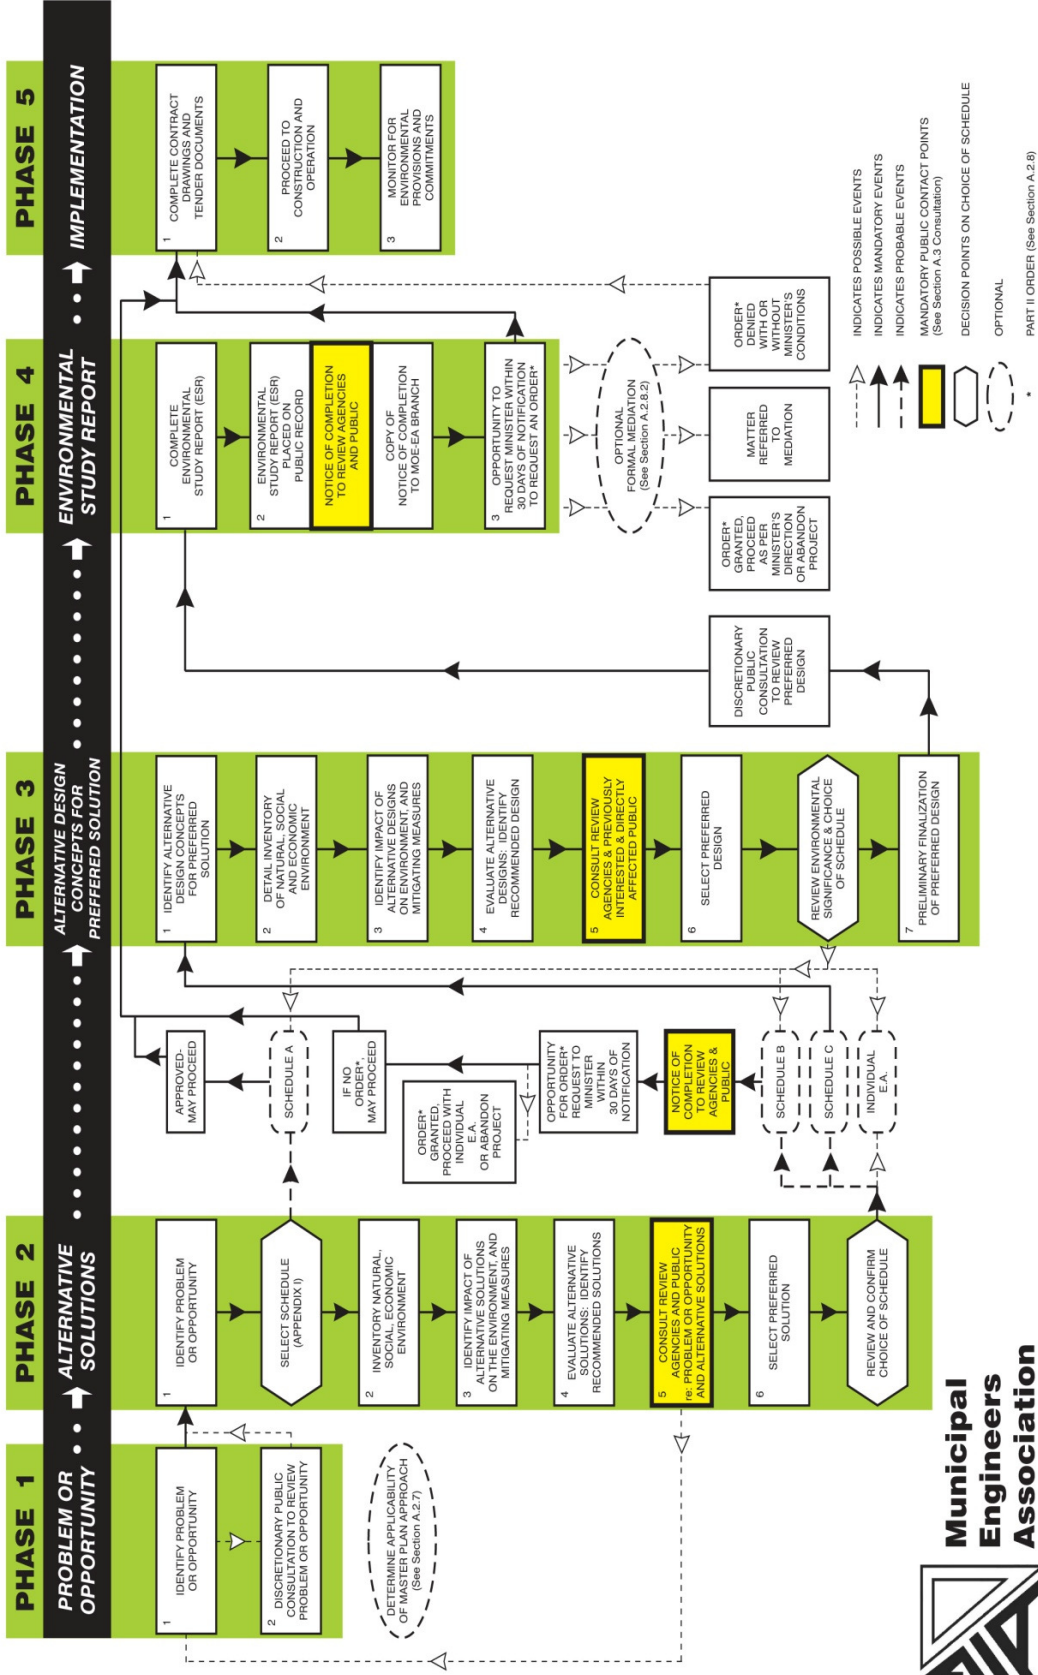 PHASE 1
PROBLEM OR
OPPORTUNITY
1
IDENTIFY PROBLEM
OR OPPORTUNITY
2
DISCRETIONARY PUBLIC
CONSULTATION TO REVIEW
PROBLEM OR OPPORTUNITY
DETERMINE APPLICABILITY
OF MASTER PLAN APPROACH
(See Section A.2.7)
PHASE 2
ALTERNATIVE
SOLUTIONS
1
IDENTIFY PROBLEM
OR OPPORTUNITY
SELECT SCHEDULE
(APPENDIX I)
2
INVENTORY NATURAL,
SOCIAL, ECONOMIC
ENVIRONMENT
3
IDENTIFY IMPACT OF
ALTERNATIVE SOLUTIONS
ON THE ENVIRONMENT, AND
MITIGATING MEASURES
4
EVALUATE ALTERNATIVE
SOLUTIONS: IDENTIFY
RECOMMENDED SOLUTIONS
5
CONSULT REVIEW
AGENCIES AND PUBLIC
re: PROBLEM OR OPPORTUNITY
AND ALTERNATIVE SOLUTIONS
6
SELECT PREFERRED
SOLUTION
REVIEW AND CONFIRM
CHOICE OF SCHEDULE
APPROVED-
MAY PROCEED
SCHEDULE A
IF NO
ORDER*,
MAY PROCEED
ORDER*
GRANTED,
PROCEED WITH
INDIVIDUAL
E.A.
OR ABANDON
PROJECT
OPPORTUNITY
FOR ORDER*
REQUEST TO
MINISTER
WITHIN
30 DAYS OF
NOTIFICATION
NOTICE OF
COMPLETION
TO REVIEW
AGENCIES &
PUBLIC
SCHEDULE B
SCHEDULE C
INDIVIDUAL
E.A.
PHASE 3
ALTERNATIVE DESIGN
CONCEPTS FOR
PREFFERED SOLUTION
1
IDENTIFY ALTERNATIVE
DESIGN CONCEPTS
FOR PREFERRED
SOLUTION
2
DETAIL INVENTORY
OF NATURAL, SOCIAL
AND ECONOMIC
ENVIRONMENT
3
IDENTIFY IMPACT OF
ALTERNATIVE DESIGNS
ON ENVIRONMENT, AND
MITIGATING MEASURES
4
EVALUATE ALTERNATIVE
DESIGNS: IDENTIFY
RECOMMENDED DESIGN
5
CONSULT REVIEW
AGENCIES & PREVIOUSLY
INTERESTED & DIRECTLY
AFFECTED PUBLIC
6
SELECT PREFERRED
DESIGN
REVIEW ENVIRONMENTAL
SIGNIFICANCE & CHOICE
OF SCHEDULE
7
PRELIMINARY FINALIZATION
OF PREFERRED DESIGN
DISCRETIONARY
PUBLIC
CONSULTATION
TO REVIEW
PREFERRED
DESIGN
PHASE 4
ENVIRONMENTAL
STUDY REPORT
1
COMPLETE
ENVIRONMENTAL
STUDY REPORT (ESR)
2
ENVIRONMENTAL
STUDY REPORT (ESR)
PLACED ON
PUBLIC RECORD
NOTICE OF COMPLETION
TO REVIEW AGENCIES
AND PUBLIC
COPY OF
NOTICE OF COMPLETION
TO MOE-EA BRANCH
3
OPPORTUNITY TO
REQUEST MINISTER WITHIN
30 DAYS OF NOTIFICATION
TO REQUEST AN ORDER*
OPTIONAL
FORMAL MEDIATION
(See Section A.2.8.2)
ORDER*
GRANTED,
PROCEED
AS PER
MINISTER'S
DIRECTION
OR ABANDON
PROJECT
MATTER
REFERRED
TO
MEDIATION
ORDER*
DENIED
WITH OR
WITHOUT
MINISTER'S
CONDITIONS
PHASE 5
IMPLEMENTATION
1
COMPLETE CONTRACT
DRAWINGS AND
TENDER DOCUMENTS
2
PROCEED TO
CONSTRUCTION AND
OPERATION
3
MONITOR FOR
ENVIRONMENTAL
PROVISIONS AND
COMMITMENTS
INDICATES POSSIBLE EVENTS
INDICATES MANDATORY EVENTS
INDICATES PROBABLE EVENTS
MANDATORY PUBLIC CONTACT POINTS
(See Section A.3 Consultation)
DECISION POINTS ON CHOICE OF SCHEDULE
OPTIONAL
* PART II ORDER (See Section A.2.8)
Municipal
Engineers
Association